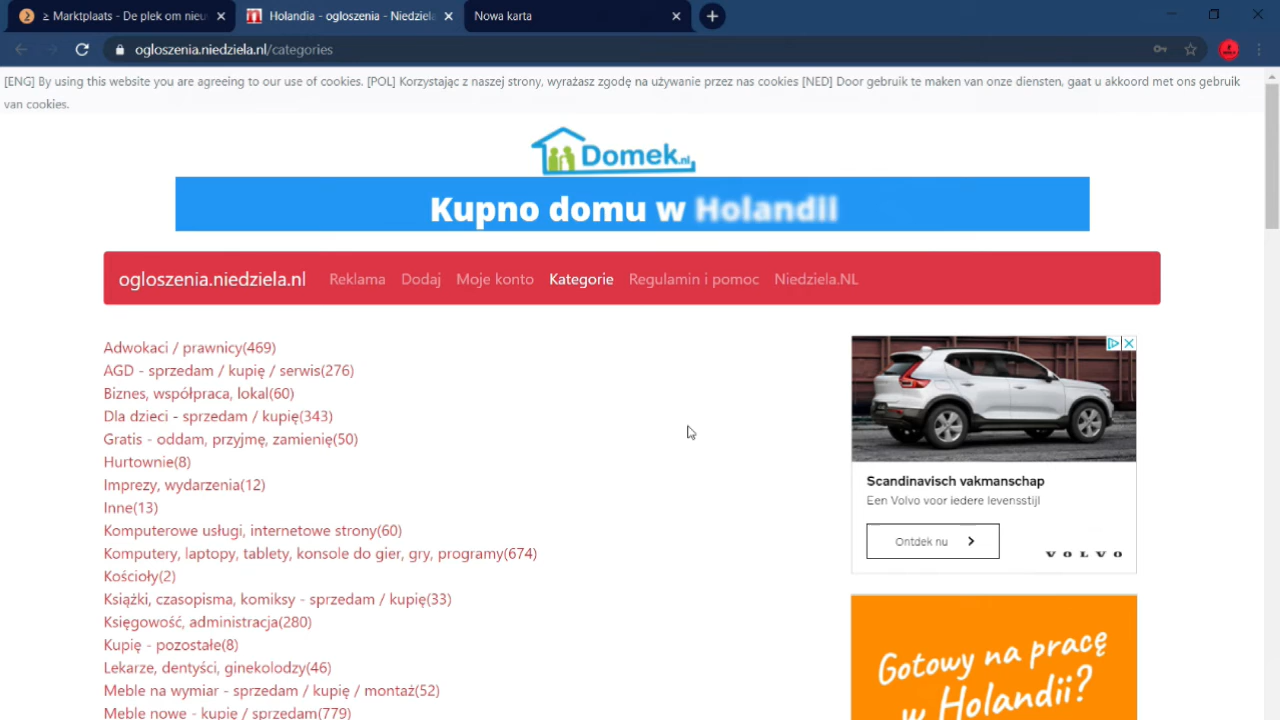 ≥ Marktplaats - De plek om nieu
Holandia - ogloszenia - Niedziela
Nowa karta
ogloszenia.niedziela.nl/categories
[ENG] By using this website you are agreeing to our use of cookies. [POL] Korzystając z naszej strony, wyrażasz zgodę na używanie przez nas cookies [NED] Door gebruik te maken van onze diensten, gaat u akkoord met ons gebruik
van cookies.
Domek.nl
Kupno domu w Holandii
ogloszenia.niedziela.nl Reklama Dodaj Moje konto Kategorie Regulamin i pomoc Niedziela.NL
Adwokaci / prawnicy(469)
AGD - sprzedam / kupię / serwis(276)
Biznes, współpraca, lokal(60)
Dla dzieci - sprzedam / kupię(343)
Gratis - oddam, przyjmę, zamienię(50)
Hurtownie(8)
Imprezy, wydarzenia(12)
Inne(13)
Komputerowe usługi, internetowe strony(60)
Komputery, laptopy, tablety, konsole do gier, gry, programy(674)
Kościoły(2)
Książki, czasopisma, komiksy - sprzedam / kupię(33)
Księgowość, administracja(280)
Kupię - pozostałe(8)
Lekarze, dentyści, ginekolodzy(46)
Meble na wymiar - sprzedam / kupię / montaż(52)
Meble nowe - kupię / sprzedam(779)
Scandinavisch vakmanschap
Een Volvo voor iedere levensstijl
Ontdek nu
VOLVO
Gotowy na pracę
w Holandii?